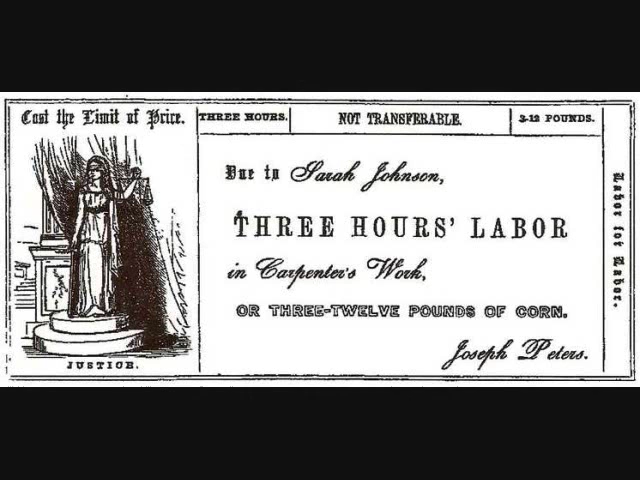 Cost the Limit of Price.
THREE HOURS.
NOT TRANSFERABLE.
3-12 POUNDS.
Due to Sarah Johnson,
THREE HOURS' LABOR
in Carpenter's Work,
OR THREE-TWELVE POUNDS OF CORN.
Joseph Peters.
JUSTICE.
Labor for Labor.